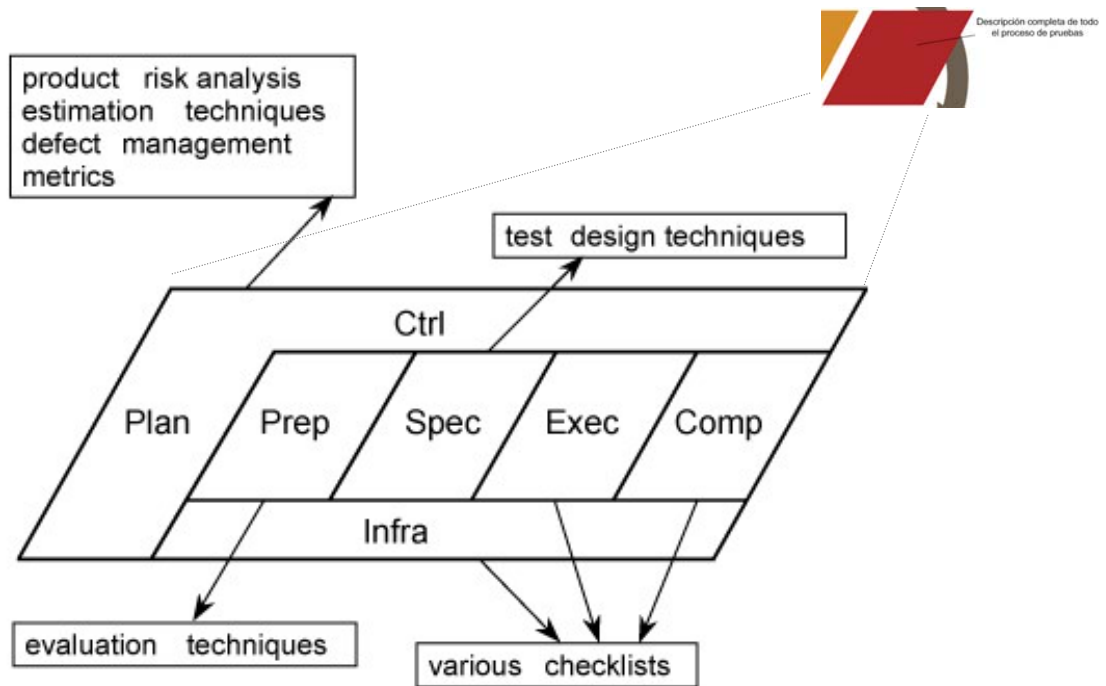 Descripción completa de todo
el proceso de pruebas
product risk analysis
estimation techniques
defect management
metrics
test design techniques
Ctrl
Plan
Prep
Spec
Exec
Comp
Infra
evaluation techniques
various checklists